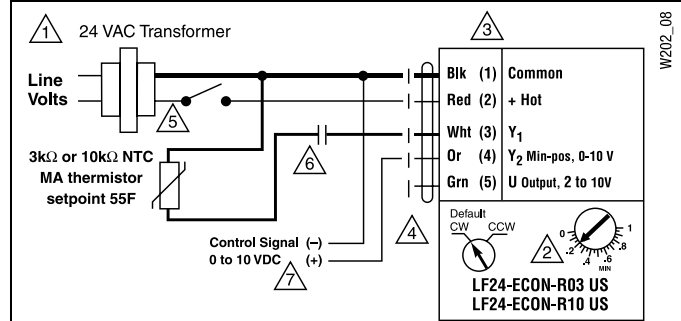 1 24 VAC Transformer
3
W202_08
Line
Volts
5
Blk (1) Common
Red (2) + Hot
Wht (3) Y1
Or (4) Y2 Min-pos, 0-10 V
Grn (5) U Output, 2 to 10V
3kΩ or 10kΩ NTC
MA thermistor
setpoint 55F
6
4
Control Signal (–)
0 to 10 VDC (+)
7
Default
CW CCW
2
0 .2 .4 .6 .8 1
MIN
LF24-ECON-R03 US
LF24-ECON-R10 US